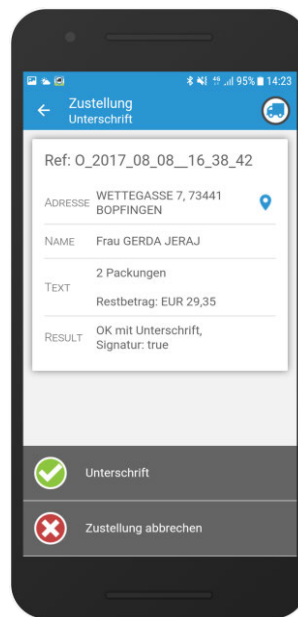 95% 14:23
Zustellung
Unterschrift
Ref: O_2017_08_08__16_38_42
ADRESSE WETTEGASSE 7, 73441
BOPFINGEN
NAME Frau GERDA JERAJ
TEXT 2 Packungen
Restbetrag: EUR 29,35
RESULT OK mit Unterschrift,
Signatur: true
Unterschrift
Zustellung abbrechen